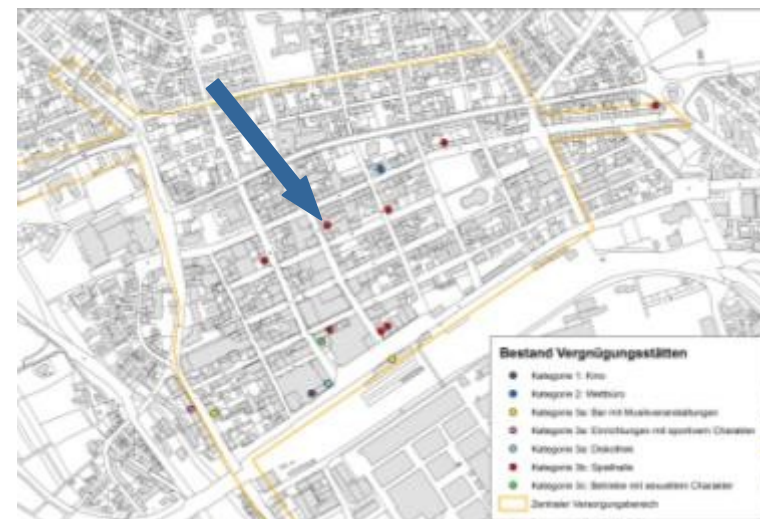 Bestand Vergnügungsstätten
Kategorie 1: Kino
Kategorie 2: Wettbüro
Kategorie 3a: Bar mit Musikveranstaltungen
Kategorie 3a: Einrichtungen mit sportivem Charakter
Kategorie 3a: Diskothek
Kategorie 3b: Spielhalle
Kategorie 3c: Betriebe mit sexuellem Charakter
Zentraler Versorgungsbereich